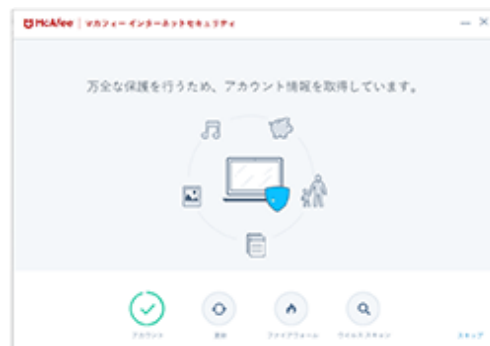 McAfee | マカフィー インターネットセキュリティ
万全な保護を行うため、アカウント情報を取得しています。
アカウント
更新
ファイアウォール
ウイルス スキャン
スキップ